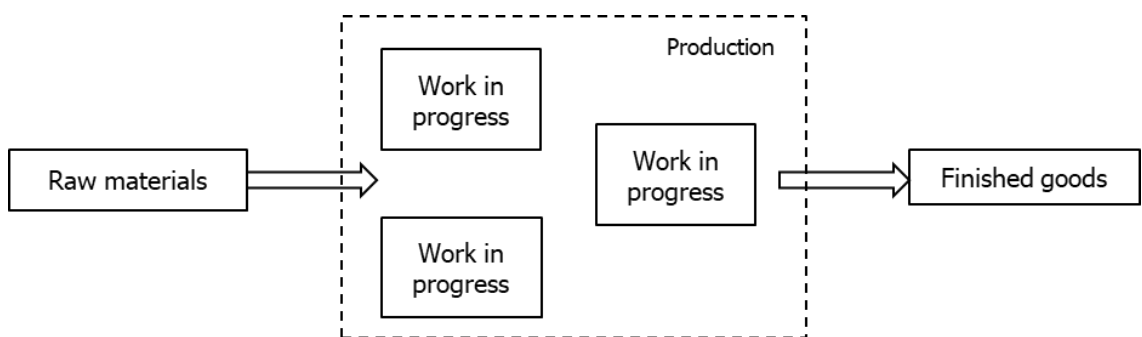 Production
Work in
progress
Work in
progress
Raw materials
Finished goods
Work in
progress